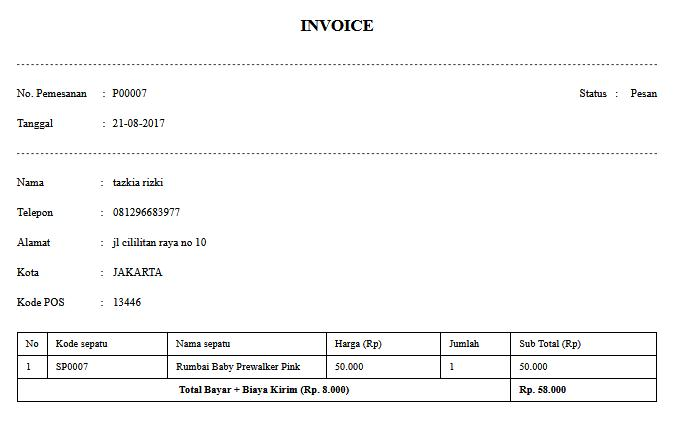 INVOICE
No. Pemesanan : P00007 Status : Pesan
Tanggal : 21-08-2017
Nama : tazkia rizki
Telepon : 081296683977
Alamat : jl cililitan raya no 10
Kota : JAKARTA
Kode POS : 13446
No Kode sepatu Nama sepatu Harga (Rp) Jumlah Sub Total (Rp)
1 SP0007 Rumbai Baby Prewalker Pink 50.000 1 50.000
Total Bayar + Biaya Kirim (Rp. 8.000) Rp. 58.000